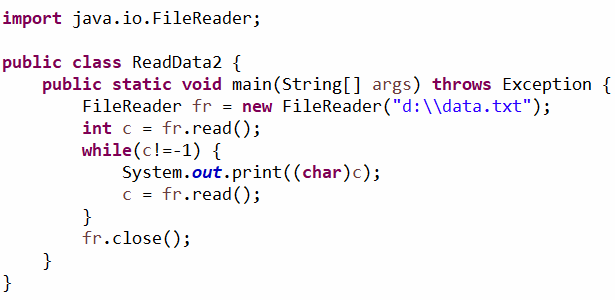 import java.io.FileReader;
public class ReadData2 {
    public static void main(String[] args) throws Exception {
        FileReader fr = new FileReader("d:\\data.txt");
        int c = fr.read();
        while(c!=-1) {
            System.out.print((char)c);
            c = fr.read();
        }
        fr.close();
    }
}